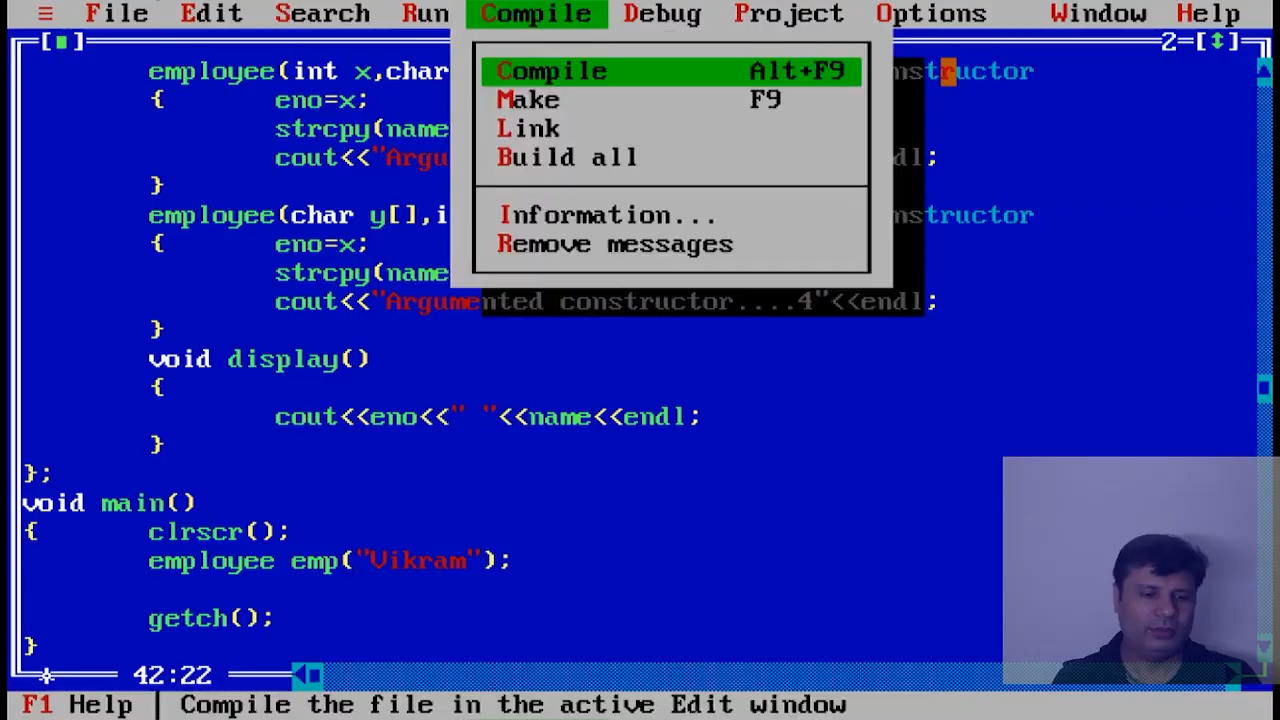 ≡ File Edit Search Run Compile Debug Project Options Window Help
[■] 2=[↕]
employee(int x,char nstructor
{ eno=x;
strcpy(name
cout<<"Argu dl;
}
employee(char y[],i nstructor
{ eno=x;
strcpy(name
cout<<"Argumented constructor....4"<<endl;
}
void display()
{
cout<<eno<<" "<<name<<endl;
}
};
void main()
{ clrscr();
employee emp("Vikram");
getch();
}
42:22
Compile Alt+F9
Make F9
Link
Build all
Information...
Remove messages
F1 Help | Compile the file in the active Edit window